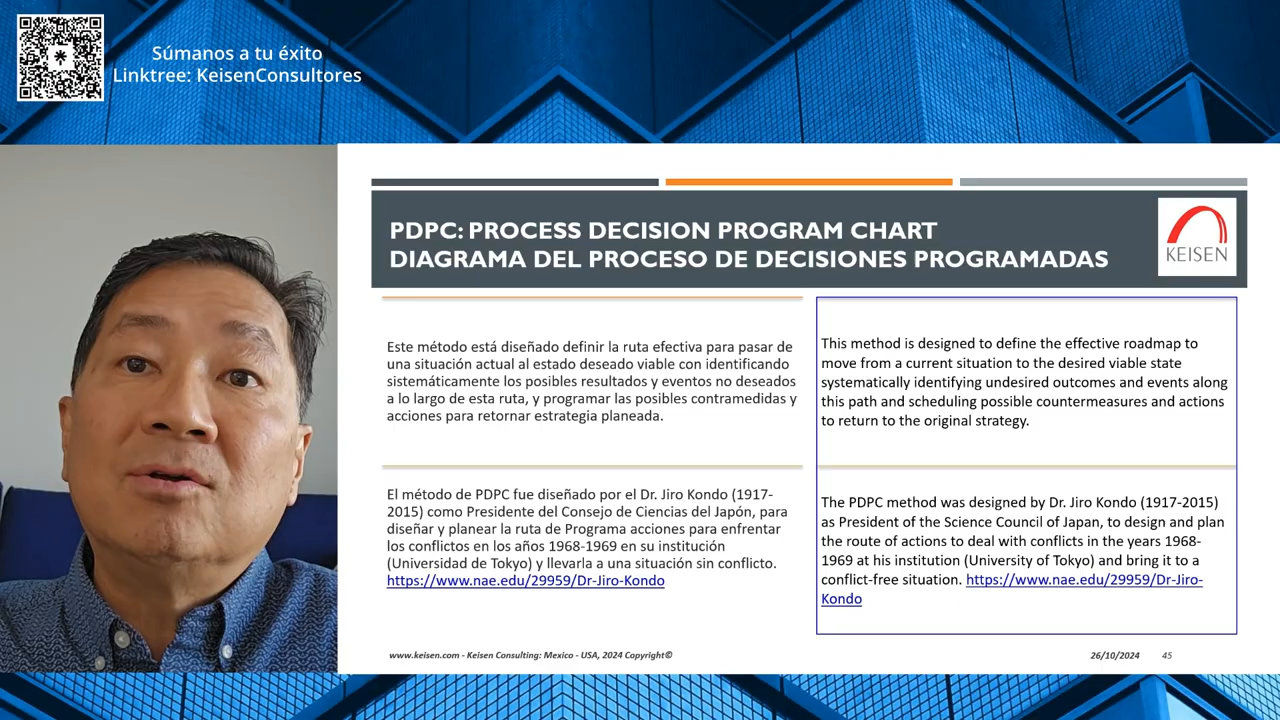 Súmanos a tu éxito
Linktree: KeisenConsultores
PDPC: PROCESS DECISION PROGRAM CHART
DIAGRAMA DEL PROCESO DE DECISIONES PROGRAMADAS
KEISEN
Este método está diseñado definir la ruta efectiva para pasar de
una situación actual al estado deseado viable con identificando
sistemáticamente los posibles resultados y eventos no deseados
a lo largo de esta ruta, y programar las posibles contramedidas y
acciones para retornar estrategia planeada.
El método de PDPC fue diseñado por el Dr. Jiro Kondo (1917-
2015) como Presidente del Consejo de Ciencias del Japón, para
diseñar y planear la ruta de Programa acciones para enfrentar
los conflictos en los años 1968-1969 en su institución
(Universidad de Tokyo) y llevarla a una situación sin conflicto.
https://www.nae.edu/29959/Dr-Jiro-Kondo
This method is designed to define the effective roadmap to
move from a current situation to the desired viable state
systematically identifying undesired outcomes and events along
this path and scheduling possible countermeasures and actions
to return to the original strategy.
The PDPC method was designed by Dr. Jiro Kondo (1917-2015)
as President of the Science Council of Japan, to design and plan
the route of actions to deal with conflicts in the years 1968-
1969 at his institution (University of Tokyo) and bring it to a
conflict-free situation. https://www.nae.edu/29959/Dr-Jiro-
Kondo
www.keisen.com - Keisen Consulting: Mexico - USA, 2024 Copyright©
26/10/2024 45